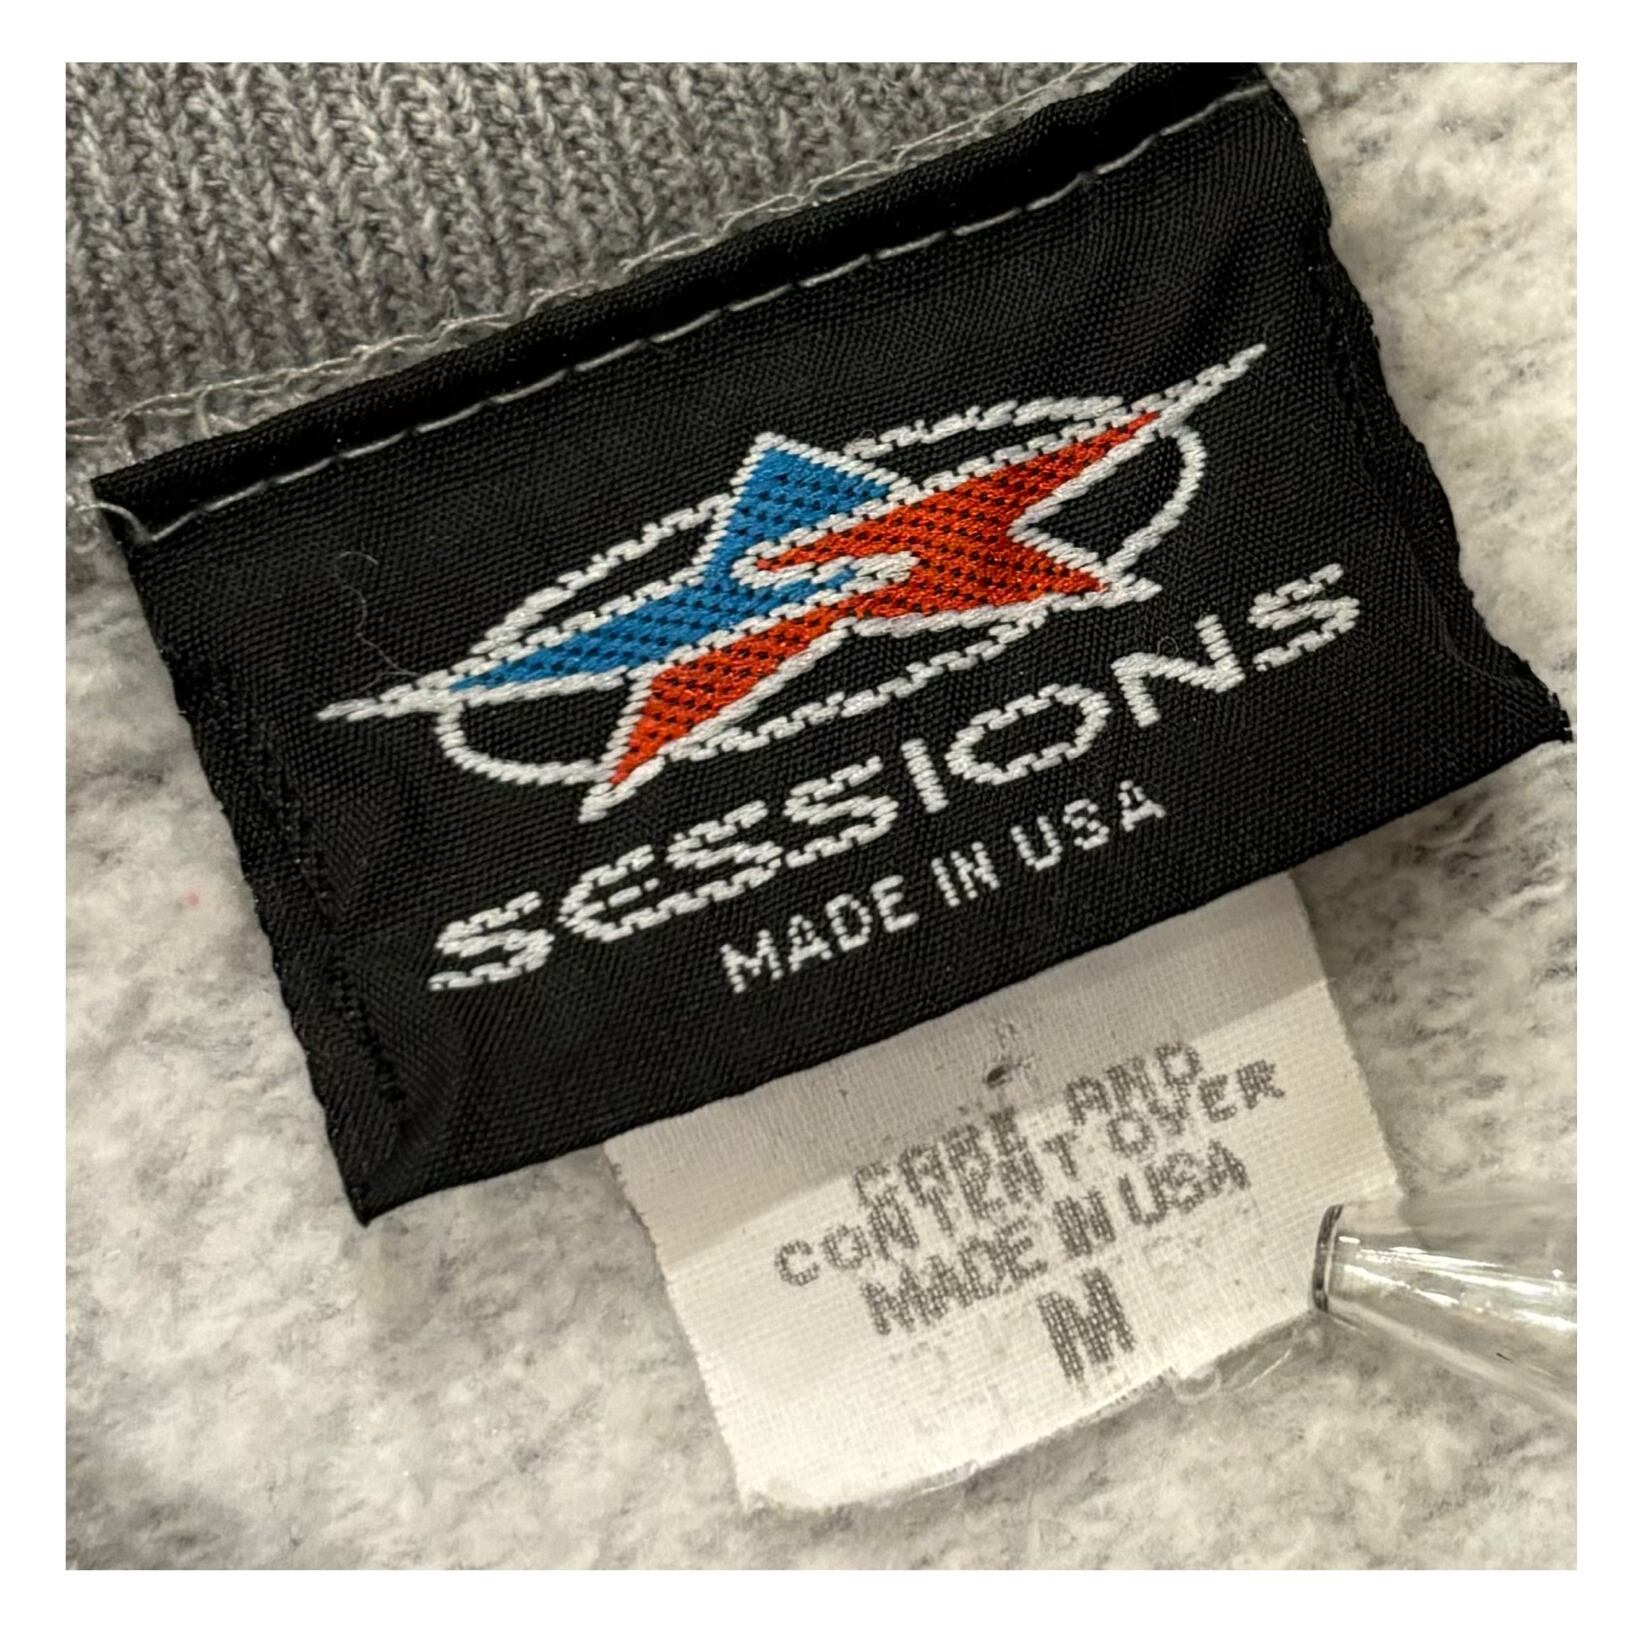 SESSIONS
MADE IN USA
CARE AND
CONTENT OVER
MADE IN USA
M